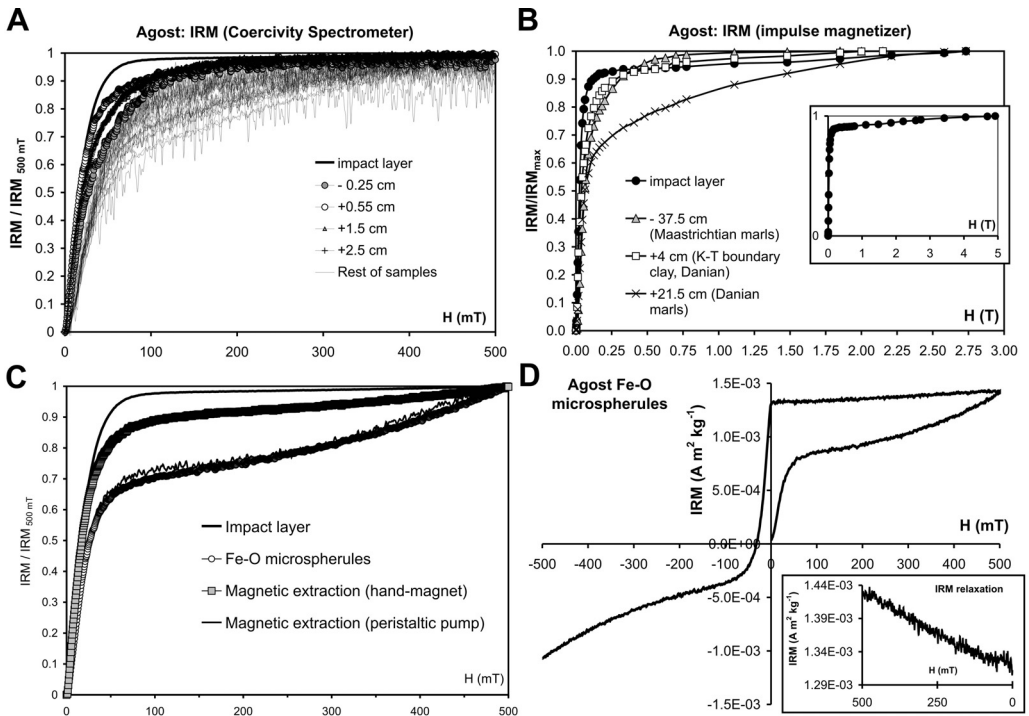 A
Agost: IRM (Coercivity Spectrometer)
IRM / IRM 500 mT
1
0.9
0.8
0.7
0.6
0.5
0.4
0.3
0.2
0.1
0
impact layer
- 0.25 cm
+0.55 cm
+1.5 cm
+2.5 cm
Rest of samples
H (mT)
0 100 200 300 400 500
B
Agost: IRM (impulse magnetizer)
IRM/IRMmax
1.0
0.9
0.8
0.7
0.6
0.5
0.4
0.3
0.2
0.1
0.0
impact layer
- 37.5 cm
(Maastrichtian marls)
+4 cm (K-T boundary
clay, Danian)
+21.5 cm (Danian
marls)
1
0
H (T)
0 1 2 3 4 5
H (T)
0.00 0.25 0.50 0.75 1.00 1.25 1.50 1.75 2.00 2.25 2.50 2.75 3.00
C
IRM / IRM 500 mT
1
0.9
0.8
0.7
0.6
0.5
0.4
0.3
0.2
0.1
0
Impact layer
Fe-O microspherules
Magnetic extraction (hand-magnet)
Magnetic extraction (peristaltic pump)
H (mT)
0 100 200 300 400 500
D
Agost Fe-O
microspherules
IRM (A m2 kg-1)
1.5E-03
1.0E-03
5.0E-04
0.0E+00
-5.0E-04
-1.0E-03
-1.5E-03
H (mT)
-500 -400 -300 -200 -100 0 100 200 300 400 500
IRM relaxation
IRM (A m2 kg-1)
1.44E-03
1.39E-03
1.34E-03
1.29E-03
H (mT)
500 250 0